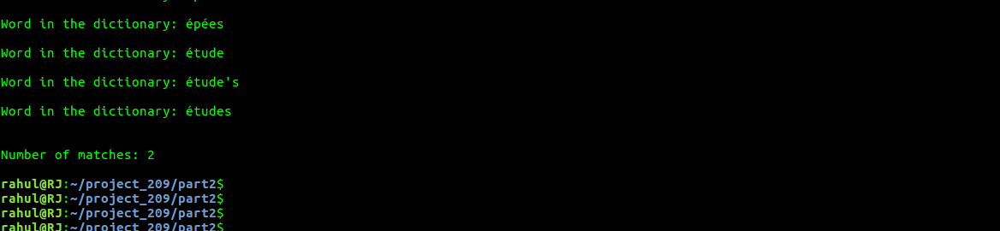 Word in the dictionary: épées
Word in the dictionary: étude
Word in the dictionary: étude's
Word in the dictionary: études
Number of matches: 2
rahul@RJ:~/project_209/part2$
rahul@RJ:~/project_209/part2$
rahul@RJ:~/project_209/part2$
rahul@RJ:~/project_209/part2$